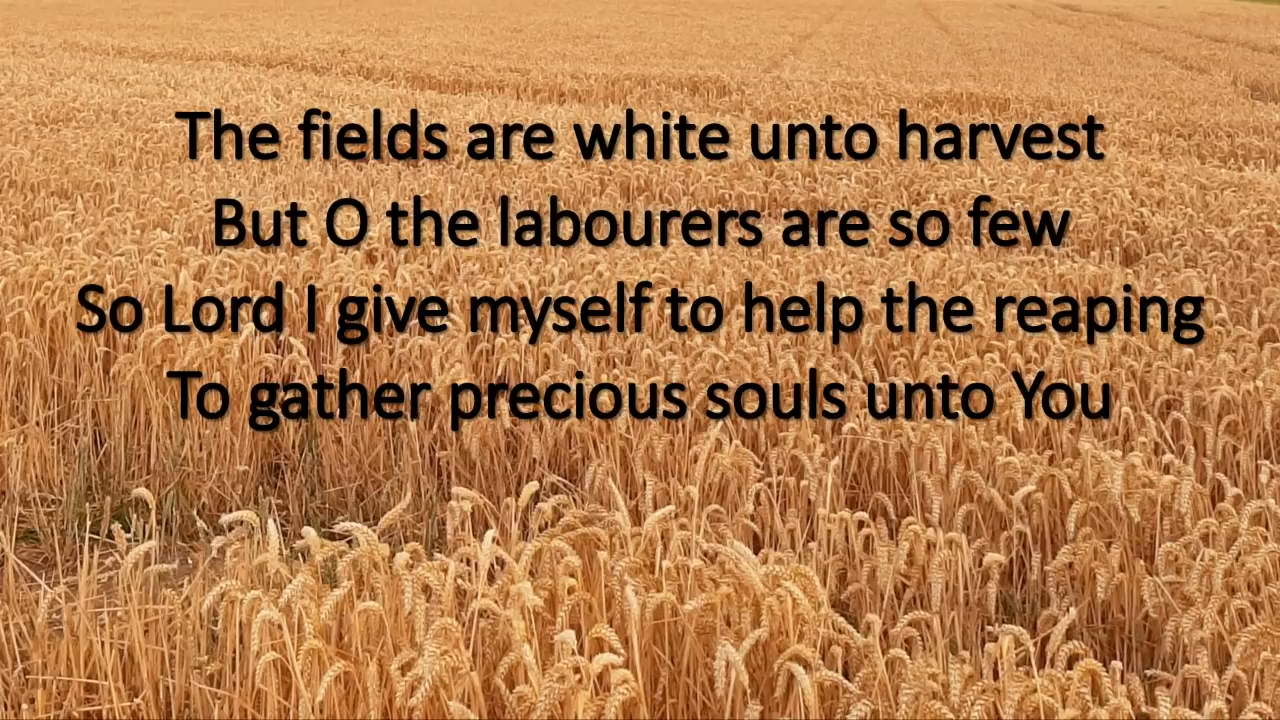 The fields are white unto harvest
But O the labourers are so few
So Lord I give myself to help the reaping
To gather precious souls unto You